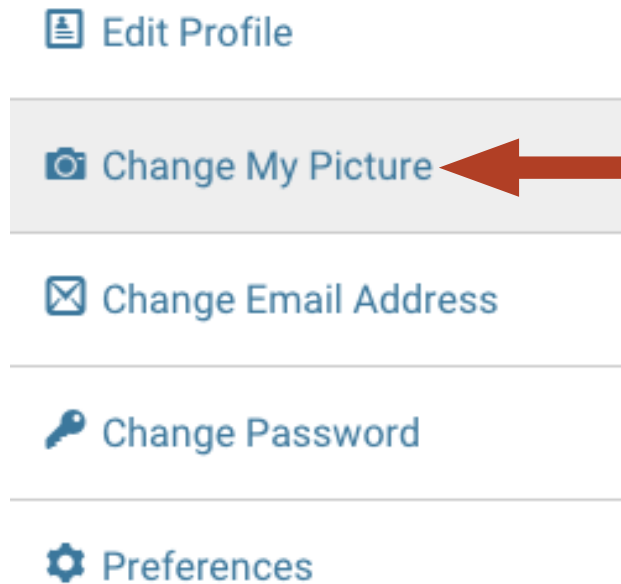 Edit Profile
Change My Picture
Change Email Address
Change Password
Preferences